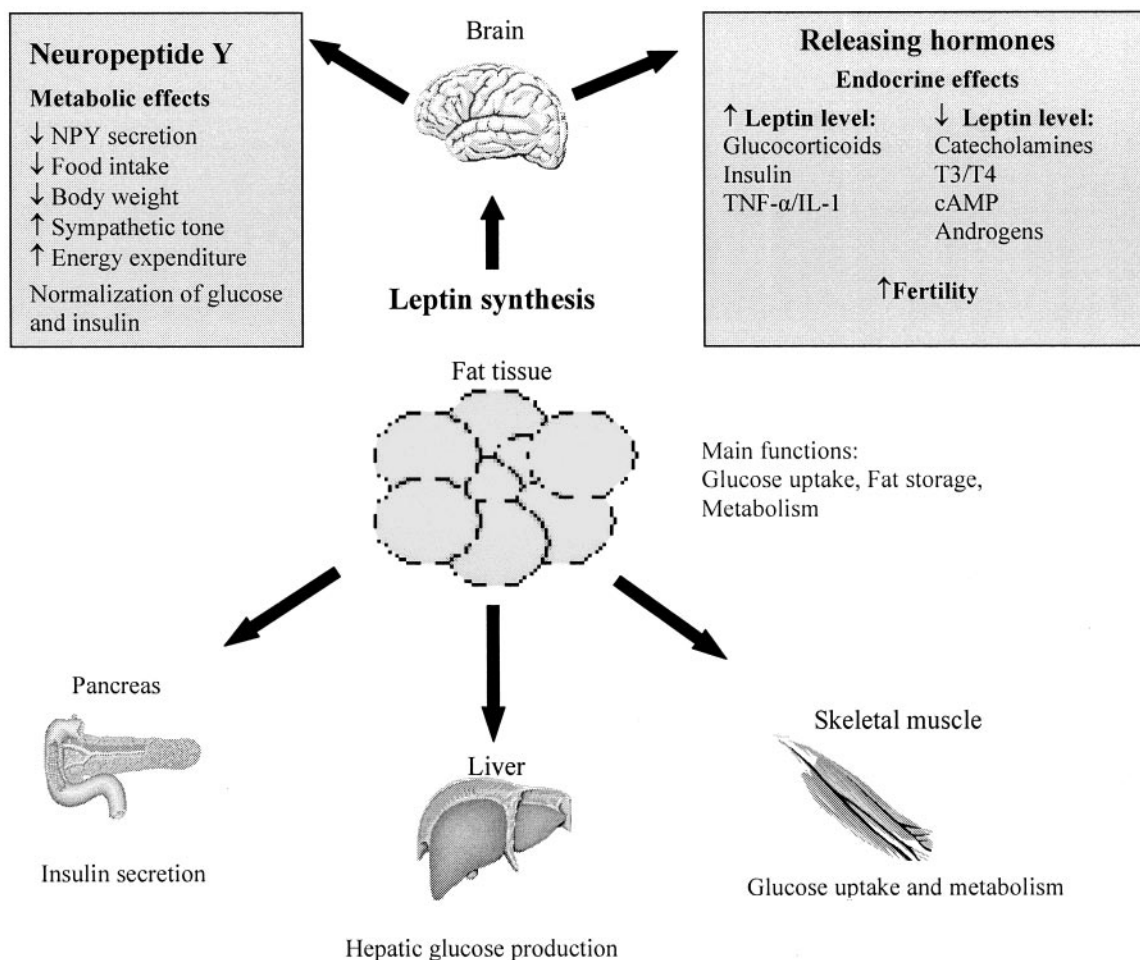 Neuropeptide Y
Metabolic effects
↓ NPY secretion
↓ Food intake
↓ Body weight
↑ Sympathetic tone
↑ Energy expenditure
Normalization of glucose
and insulin
Brain
Releasing hormones
Endocrine effects
↑ Leptin level:
Glucocorticoids
Insulin
TNF-α/IL-1
↓ Leptin level:
Catecholamines
T3/T4
cAMP
Androgens
↑Fertility
Leptin synthesis
Fat tissue
Main functions:
Glucose uptake, Fat storage,
Metabolism
Pancreas
Insulin secretion
Liver
Hepatic glucose production
Skeletal muscle
Glucose uptake and metabolism